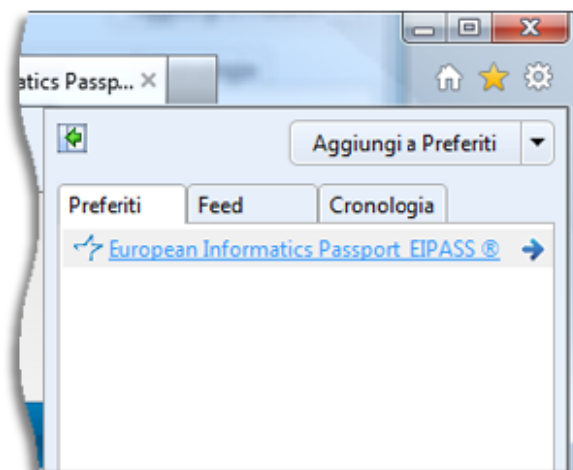 atics Passp...
Aggiungi a Preferiti
Preferiti Feed Cronologia
European Informatics Passport EIPASS ®